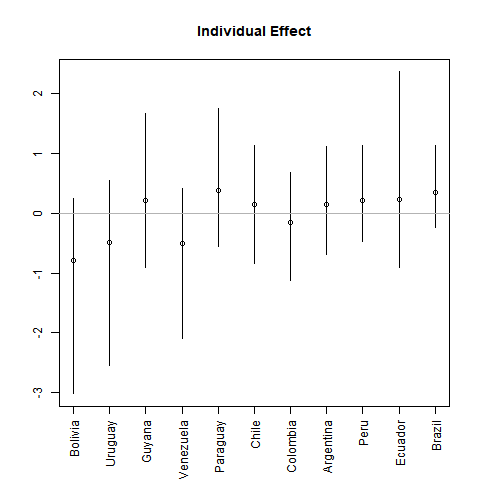 Individual Effect
2
1
0
-1
-2
-3
Bolivia
Uruguay
Guyana
Venezuela
Paraguay
Chile
Colombia
Argentina
Peru
Ecuador
Brazil